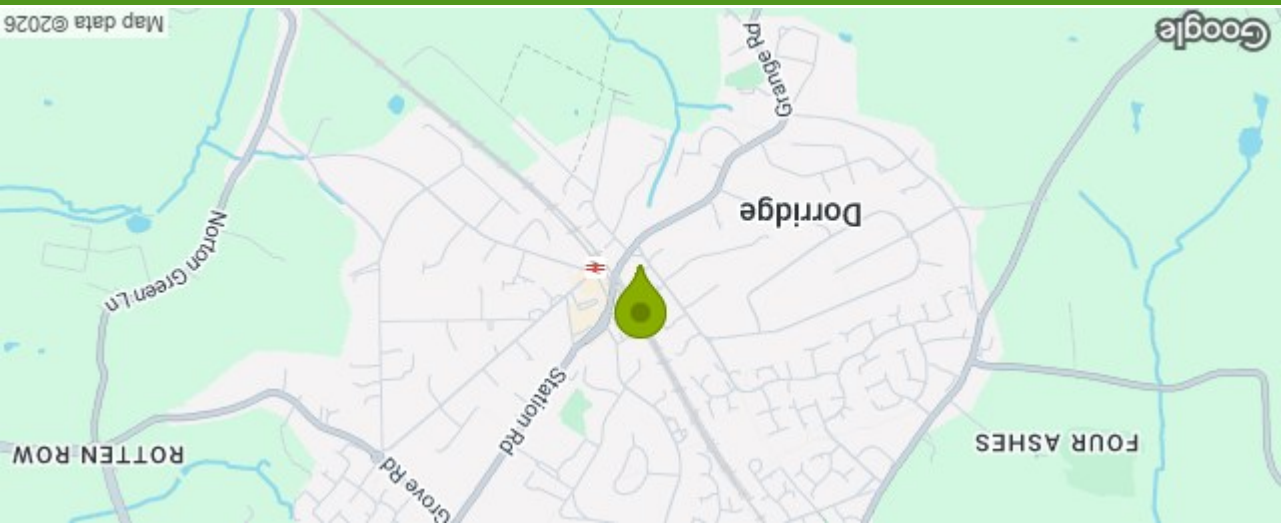 Grove Rd
FOUR ASHES
ROTTEN ROW
Station Rd
Norton Green Ln
Dorridge
Grange Rd
Google
Map data ©2026